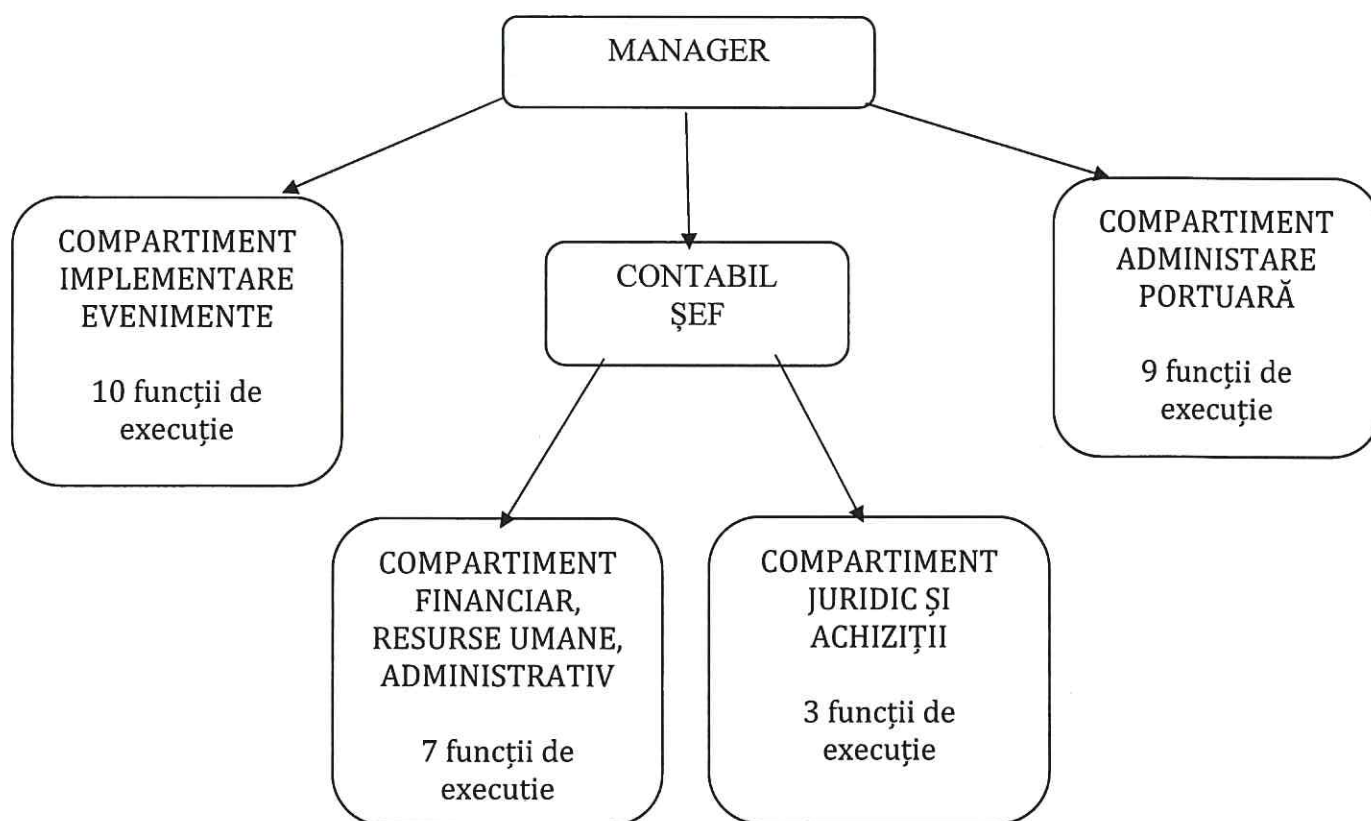 MANAGER
COMPARTIMENT
IMPLEMENTARE
EVENIMENTE
10 funcții de
execuție
CONTABIL
ȘEF
COMPARTIMENT
ADMINISTARE
PORTUARĂ
9 funcții de
execuție
COMPARTIMENT
FINANCIAR,
RESURSE UMANE,
ADMINISTRATIV
7 funcții de
executie
COMPARTIMENT
JURIDIC ȘI
ACHIZIȚII
3 funcții de
execuție